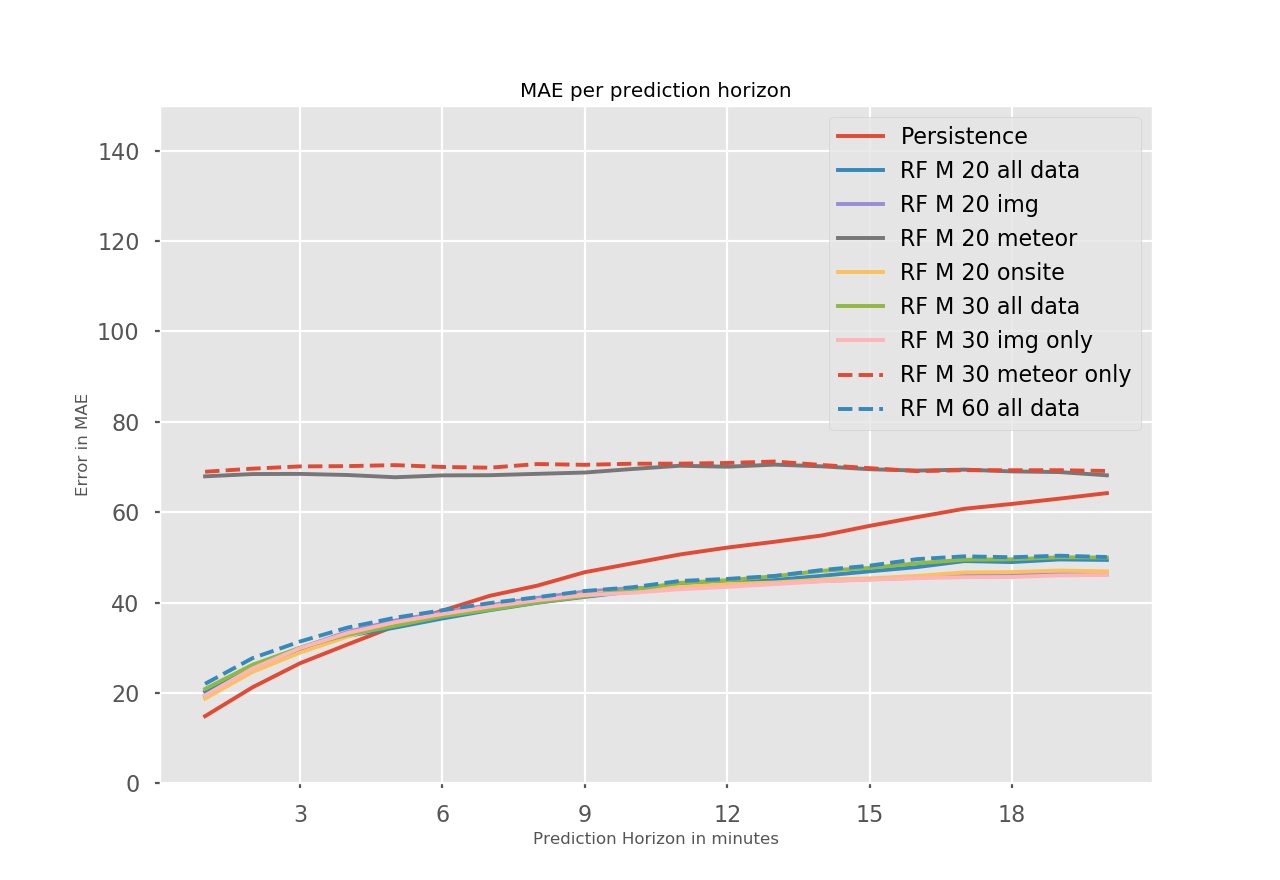 MAE per prediction horizon
Persistence
RF M 20 all data
RF M 20 img
RF M 20 meteor
RF M 20 onsite
RF M 30 all data
RF M 30 img only
RF M 30 meteor only
RF M 60 all data
140
120
100
80
60
40
20
0
Error in MAE
3 6 9 12 15 18
Prediction Horizon in minutes